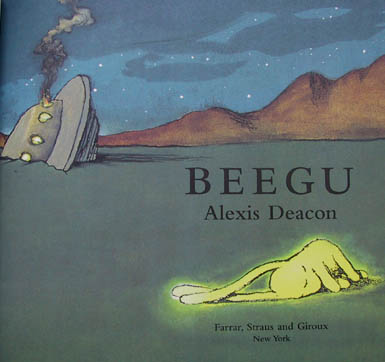 BEEGU
Alexis Deacon
Farrar, Straus and Giroux
New York